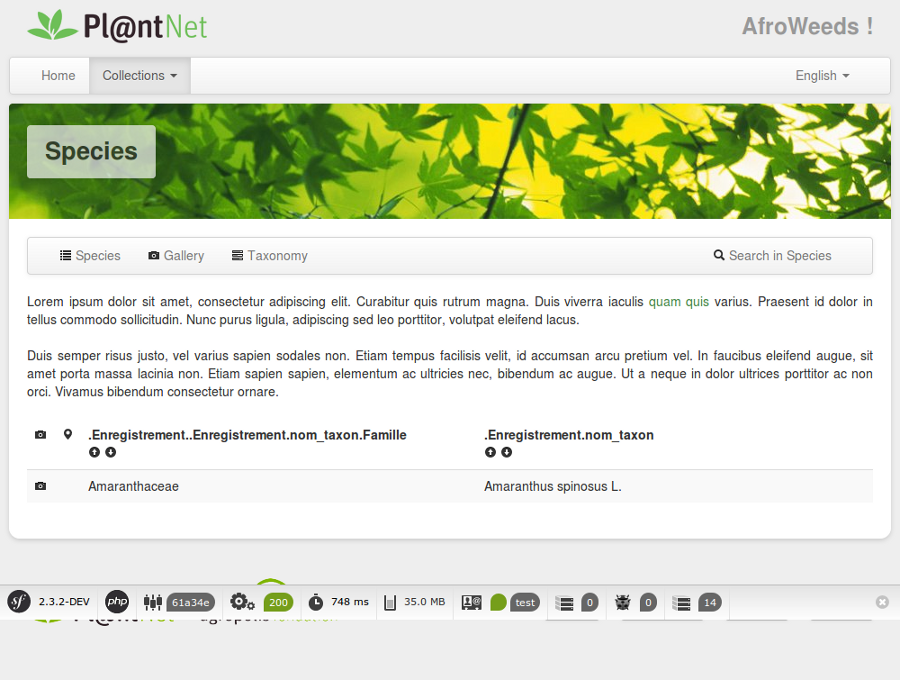 Pl@ntNet
AfroWeeds !
Home
Collections
English
Species
Species
Gallery
Taxonomy
Search in Species
Lorem ipsum dolor sit amet, consectetur adipiscing elit. Curabitur quis rutrum magna. Duis viverra iaculis quam quis varius. Praesent id dolor in
tellus commodo sollicitudin. Nunc purus ligula, adipiscing sed leo porttitor, volutpat eleifend lacus.
Duis semper risus justo, vel varius sapien sodales non. Etiam tempus facilisis velit, id accumsan arcu pretium vel. In faucibus eleifend augue, sit
amet porta massa lacinia non. Etiam sapien sapien, elementum ac ultricies nec, bibendum ac augue. Ut a neque in dolor ultrices porttitor ac non
orci. Vivamus bibendum consectetur ornare.
.Enregistrement..Enregistrement.nom_taxon.Famille
.Enregistrement.nom_taxon
Amaranthaceae
Amaranthus spinosus L.
sf
2.3.2-DEV
php
61a34e
200
748 ms
35.0 MB
test
0
0
14